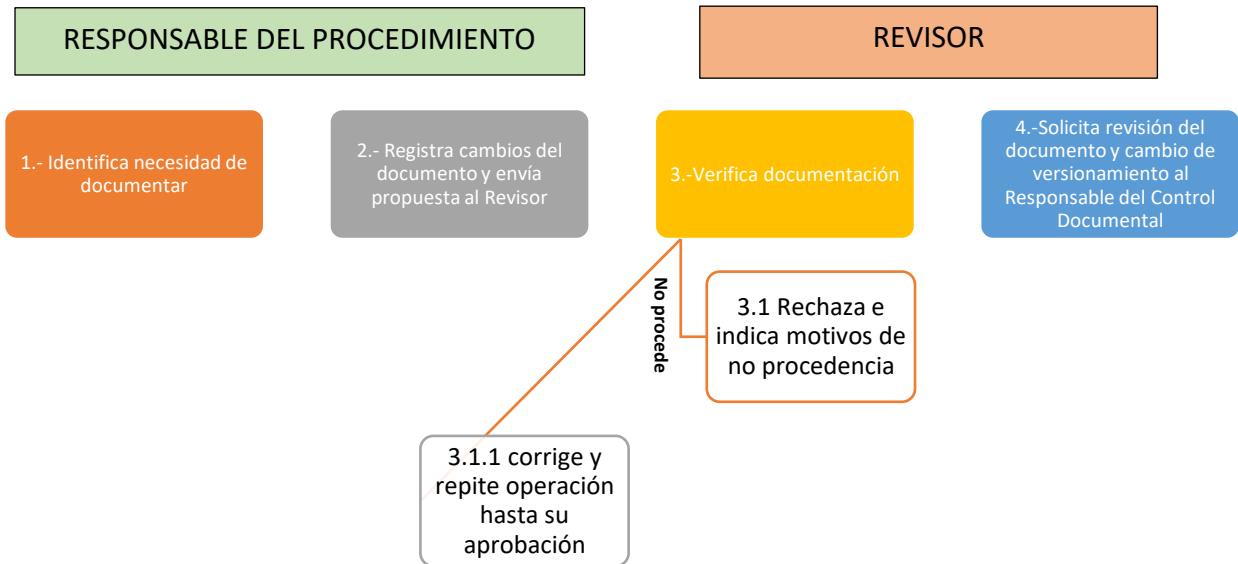 RESPONSABLE DEL PROCEDIMIENTO
REVISOR
1.- Identifica necesidad de
documentar
2.- Registra cambios del
documento y envía
propuesta al Revisor
3.-Verifica documentación
4.-Solicita revisión del
documento y cambio de
versionamiento al
Responsable del Control
Documental
No procede
3.1 Rechaza e
indica motivos de
no procedencia
3.1.1 corrige y
repite operación
hasta su
aprobación